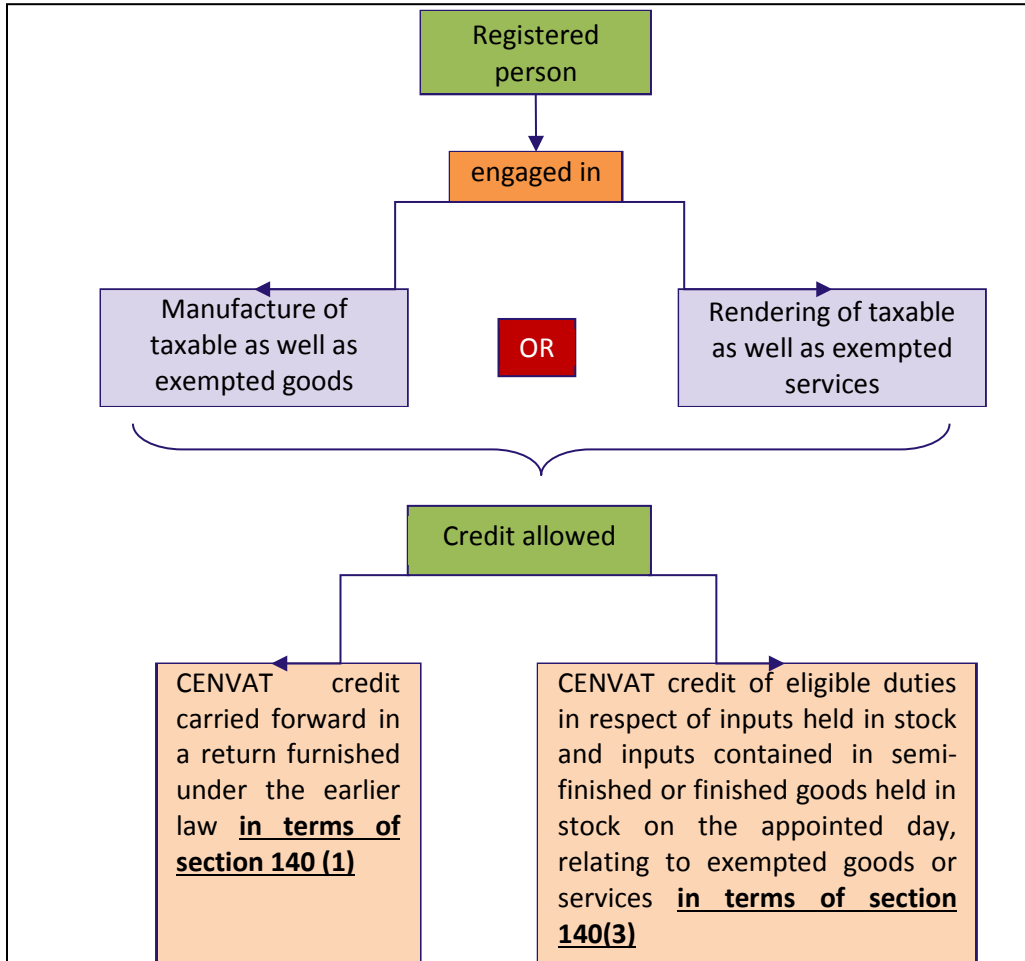 Registered
person
engaged in
Manufacture of
taxable as well as
exempted goods
OR
Rendering of taxable
as well as exempted
services
Credit allowed
CENVAT credit
carried forward in
a return furnished
under the earlier
law in terms of
section 140 (1)
CENVAT credit of eligible duties
in respect of inputs held in stock
and inputs contained in semi-
finished or finished goods held in
stock on the appointed day,
relating to exempted goods or
services in terms of section
140(3)